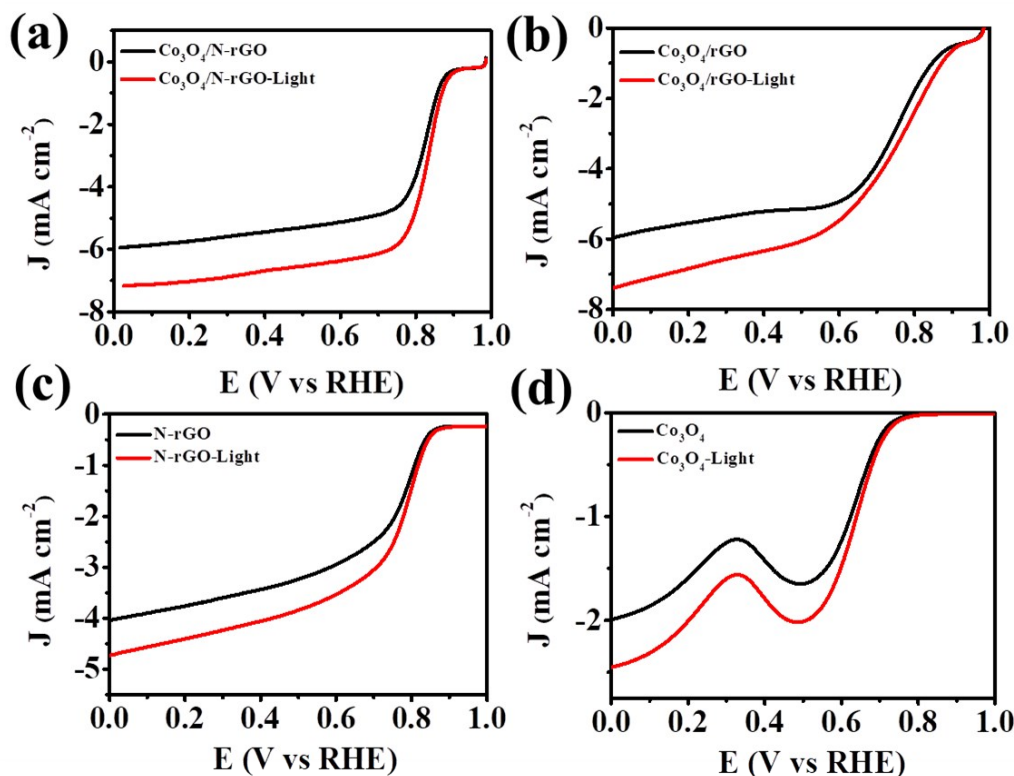 (a)
Co₃O₄/N-rGO
Co₃O₄/N-rGO-Light
0
-2
-4
-6
-8
J (mA cm⁻²)
0.0 0.2 0.4 0.6 0.8 1.0
E (V vs RHE)
(b)
Co₃O₄/rGO
Co₃O₄/rGO-Light
0
-2
-4
-6
-8
J (mA cm⁻²)
0.0 0.2 0.4 0.6 0.8 1.0
E (V vs RHE)
(c)
N-rGO
N-rGO-Light
0
-1
-2
-3
-4
-5
J (mA cm⁻²)
0.0 0.2 0.4 0.6 0.8 1.0
E (V vs RHE)
(d)
Co₃O₄
Co₃O₄-Light
0
-1
-2
J (mA cm⁻²)
0.0 0.2 0.4 0.6 0.8 1.0
E (V vs RHE)